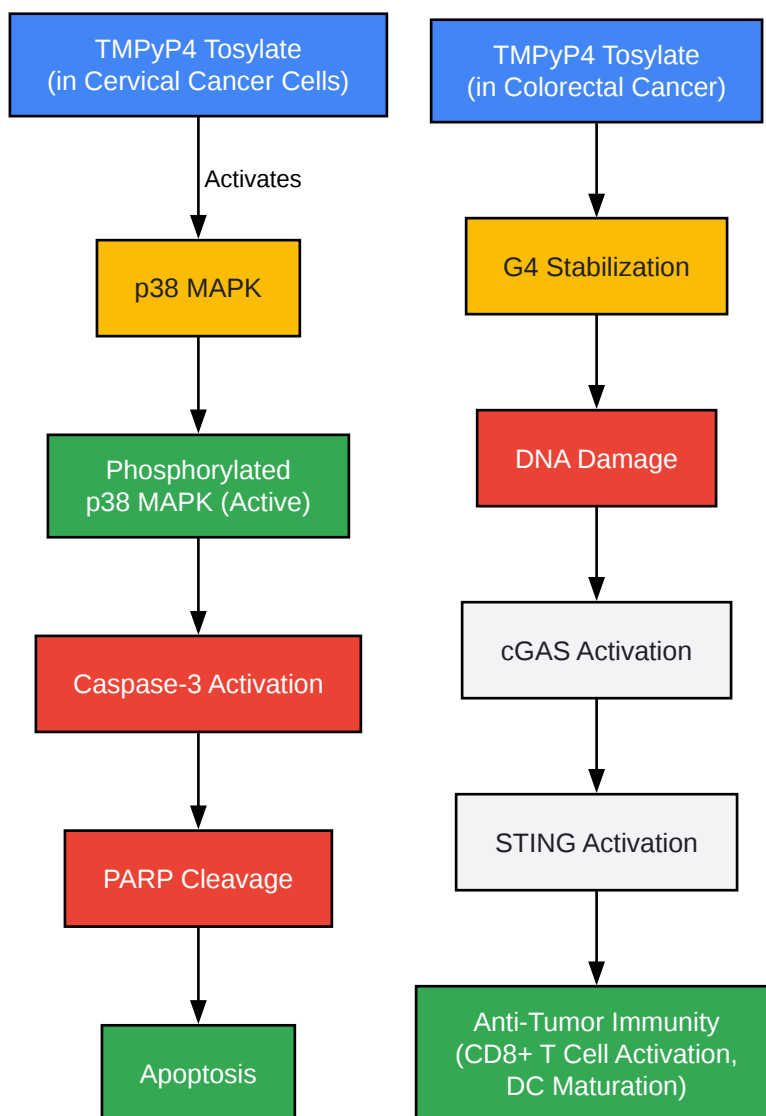 TMPyP4 Tosylate
(in Cervical Cancer Cells)
Activates
p38 MAPK
Phosphorylated
p38 MAPK (Active)
Caspase-3 Activation
PARP Cleavage
Apoptosis
TMPyP4 Tosylate
(in Colorectal Cancer)
G4 Stabilization
DNA Damage
cGAS Activation
STING Activation
Anti-Tumor Immunity
(CD8+ T Cell Activation,
DC Maturation)